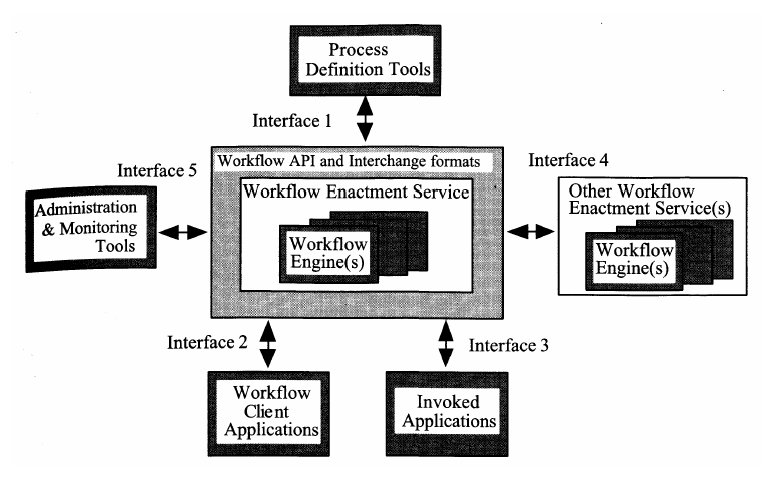 Process
Definition Tools
Interface 1
Workflow API and Interchange formats
Interface 4
Interface 5
Workflow Enactment Service
Other Workflow
Enactment Service(s)
Administration
& Monitoring
Tools
Workflow
Engine(s)
Workflow
Engine(s)
Interface 2
Interface 3
Workflow
Client
Applications
Invoked
Applications